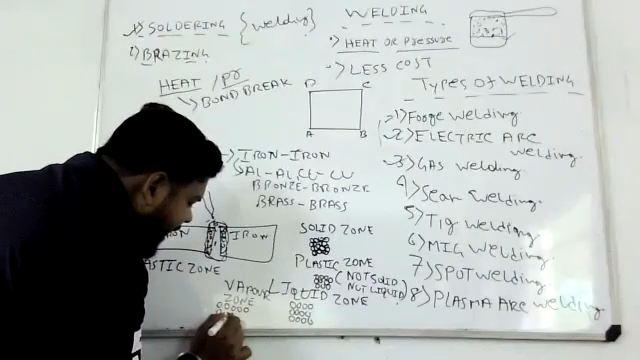 1) SOLDERING { Welding }
2) BRAZING
HEAT / Pr
→ BOND BREAK
WELDING
HEAT OR PRESSURE
LESS COST
D C
A B
IRON-IRON
AL-AL CU-CU
BRONZE-BRONZE
BRASS-BRASS
IRON
PLASTIC ZONE
VAPOUR
ZONE
SOLID ZONE
PLASTIC ZONE
(NOT SOLID
NOT LIQUID)
LIQUID ZONE
Types OF WELDING
1) Forge Welding
2) ELECTRIC ARC
welding.
3) GAS welding
4) Seam Welding.
5) Tig Welding
6) MIG Welding.
7) SPOT Welding
8) PLASMA ARC Welding